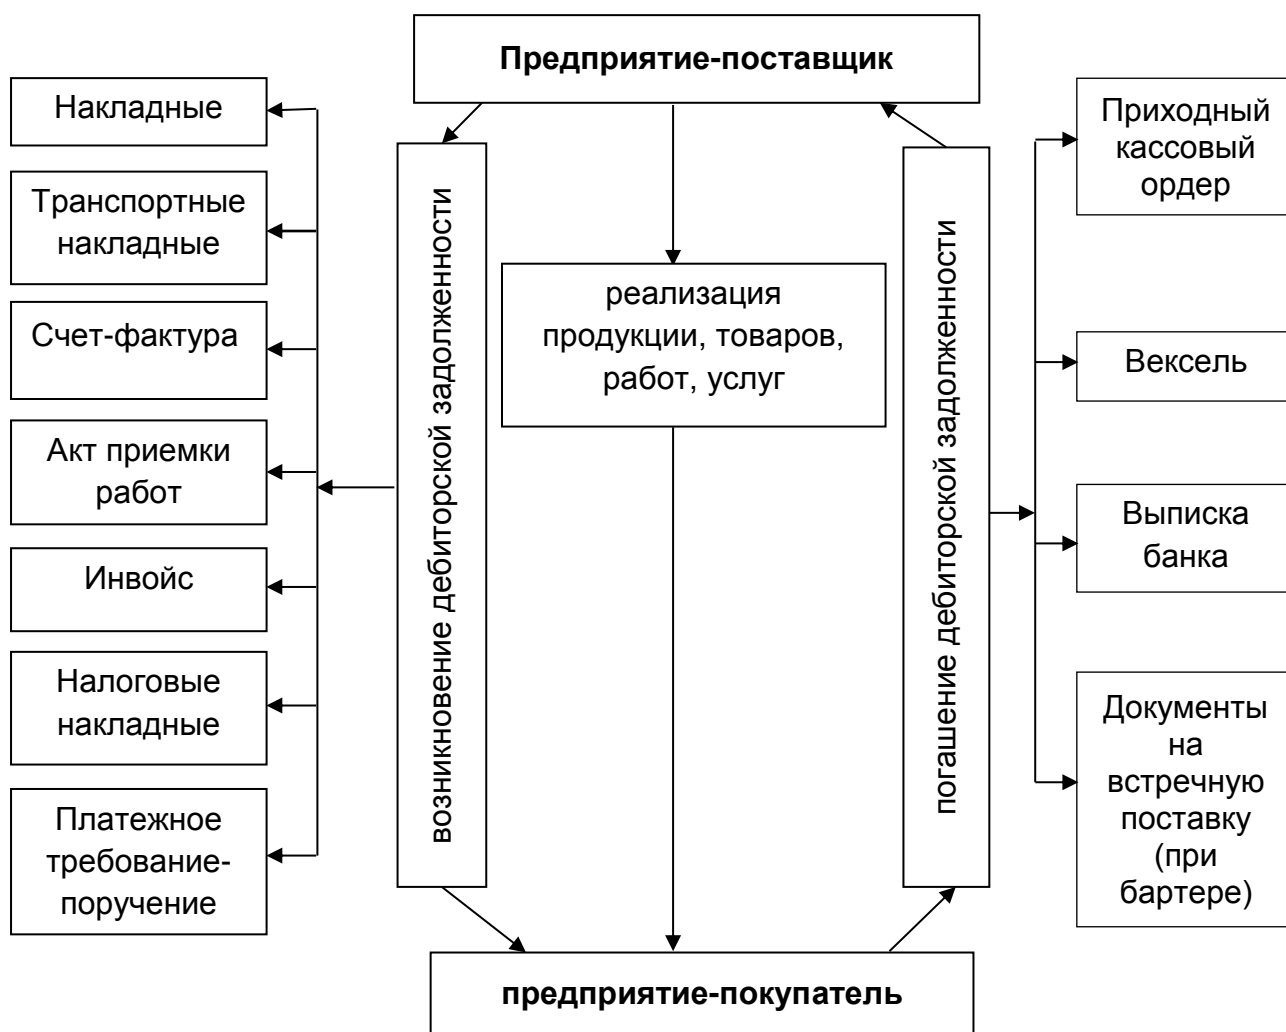 Предприятие-поставщик
Накладные
Транспортные
накладные
Счет-фактура
Акт приемки
работ
Инвойс
Налоговые
накладные
Платежное
требование-
поручение
возникновение дебиторской задолженности
реализация
продукции, товаров,
работ, услуг
погашение дебиторской задолженности
Приходный
кассовый
ордер
Вексель
Выписка
банка
Документы
на
встречную
поставку
(при
бартере)
предприятие-покупатель